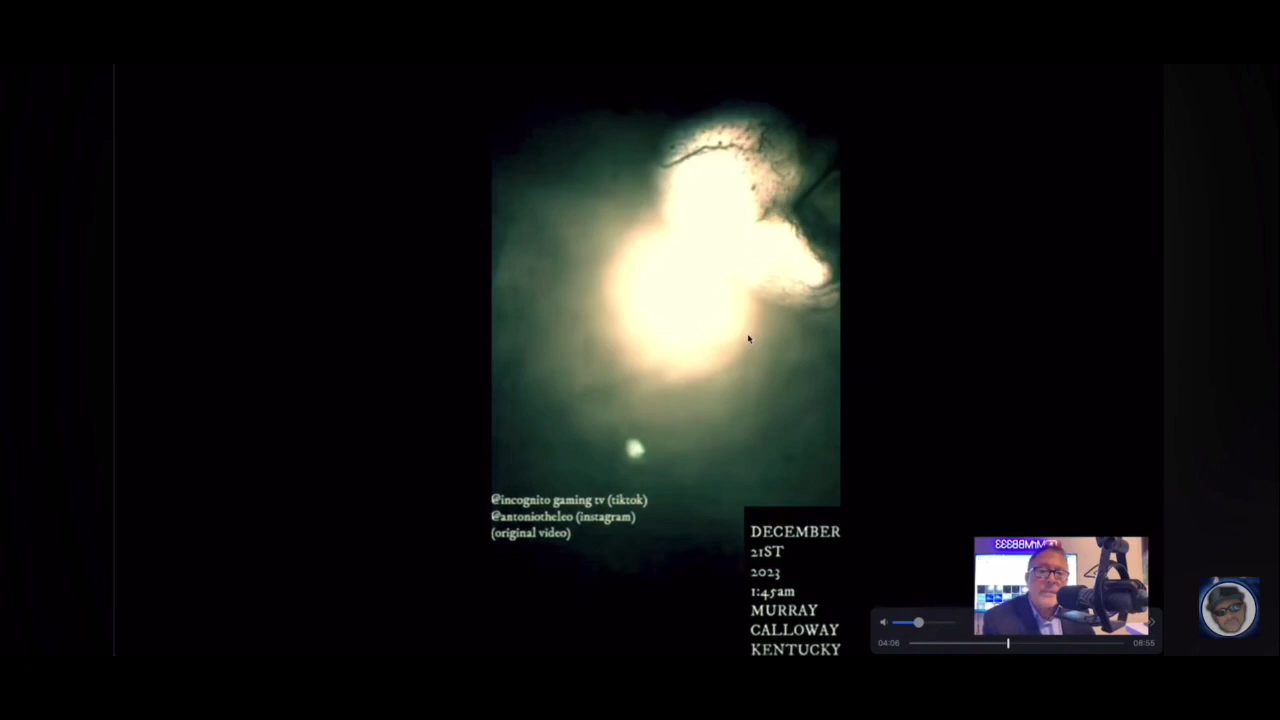 @incognito gaming tv (tiktok)
@antoniotheleo (instagram)
(original video)
DECEMBER
21ST
2023
1:45am
MURRAY
CALLOWAY
KENTUCKY
04:06
08:55